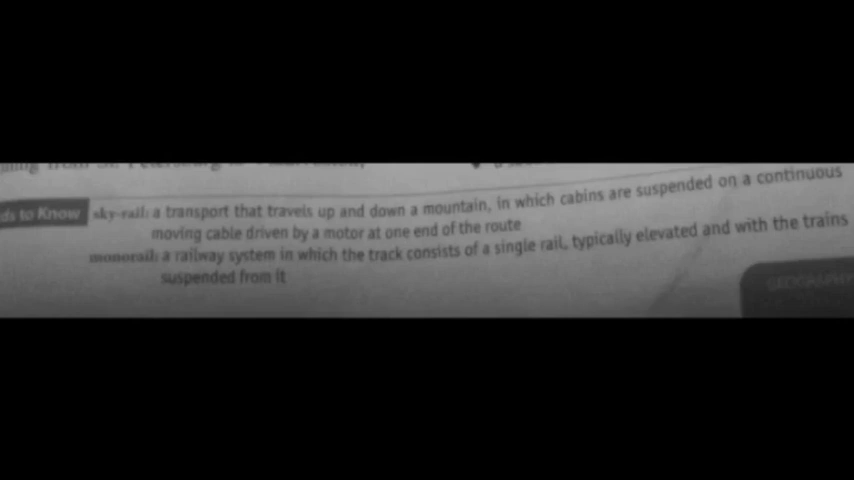 ds to Know sky-rail: a transport that travels up and down a mountain, in which cabins are suspended on a continuous
moving cable driven by a motor at one end of the route
monorail: a railway system in which the track consists of a single rail, typically elevated and with the trains
suspended from it